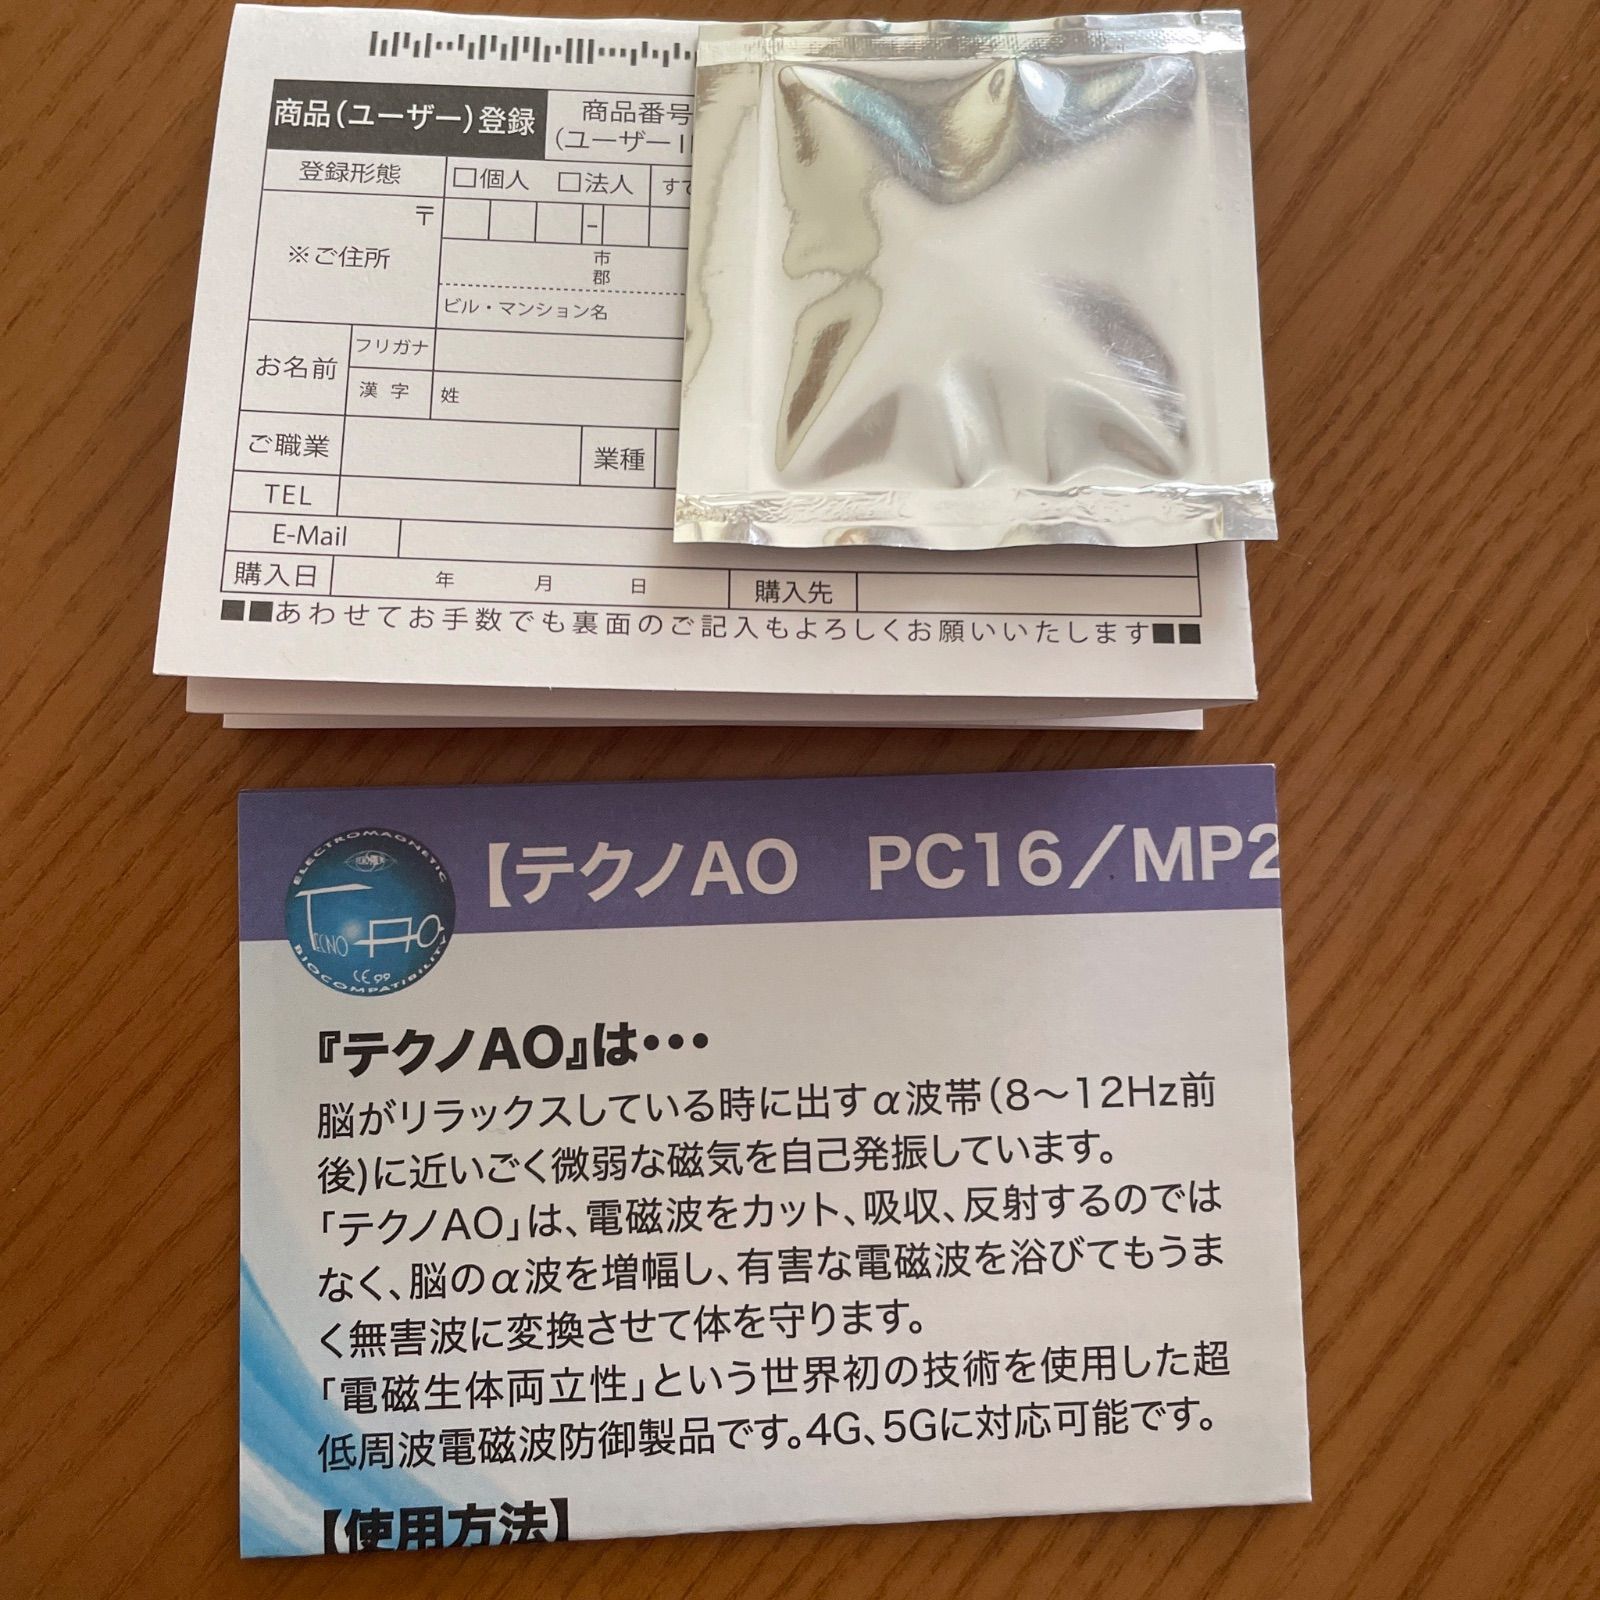 商品(ユーザー)登録
商品番号
(ユーザーI
登録形態
□個人 □法人
すで
※ご住所
〒
-
市
郡
ビル・マンション名
お名前
フリガナ
漢 字
姓
ご職業
業種
TEL
E-Mail
購入日
年 月 日
購入先
■■あわせてお手数でも裏面のご記入もよろしくお願いいたします■■
ELECTROMAGNETIC
TECNO AO
CE
BIOCOMPATIBILITY
【テクノAO PC16／MP2
『テクノAO』は・・・
脳がリラックスしている時に出すα波帯(8〜12Hz前
後)に近いごく微弱な磁気を自己発振しています。
「テクノAO」は、電磁波をカット、吸収、反射するのでは
なく、脳のα波を増幅し、有害な電磁波を浴びてもうま
く無害波に変換させて体を守ります。
「電磁生体両立性」という世界初の技術を使用した超
低周波電磁波防御製品です。4G、5Gに対応可能です。
【使用方法】